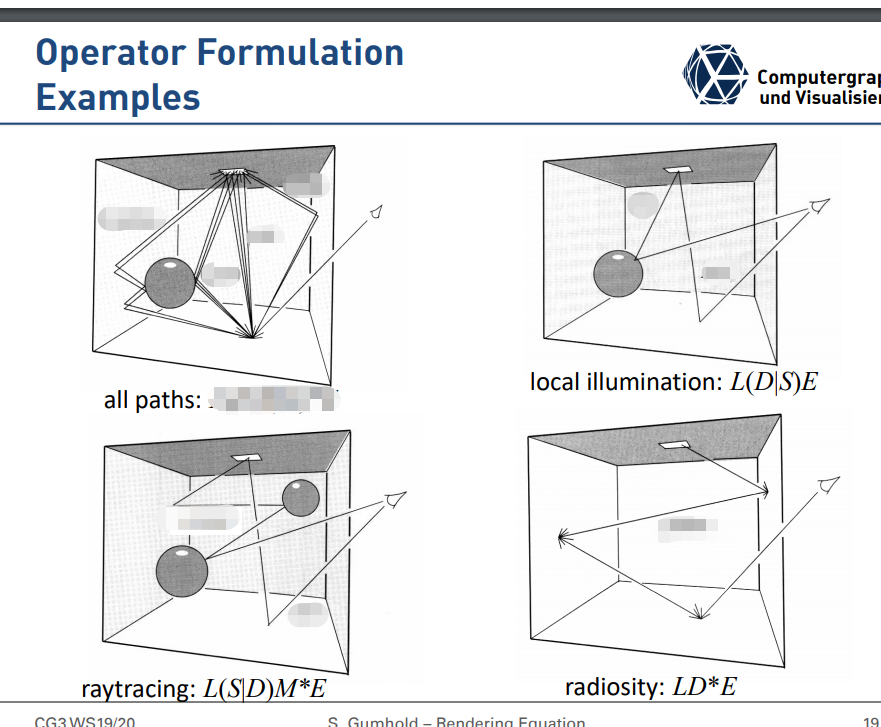 Operator Formulation
Examples
Computergrap
und Visualisier
all paths:
local illumination: L(D|S)E
raytracing: L(S|D)M*E
radiosity: LD*E
CG3 WS19/20
S. Gumhold – Rendering Equation
19